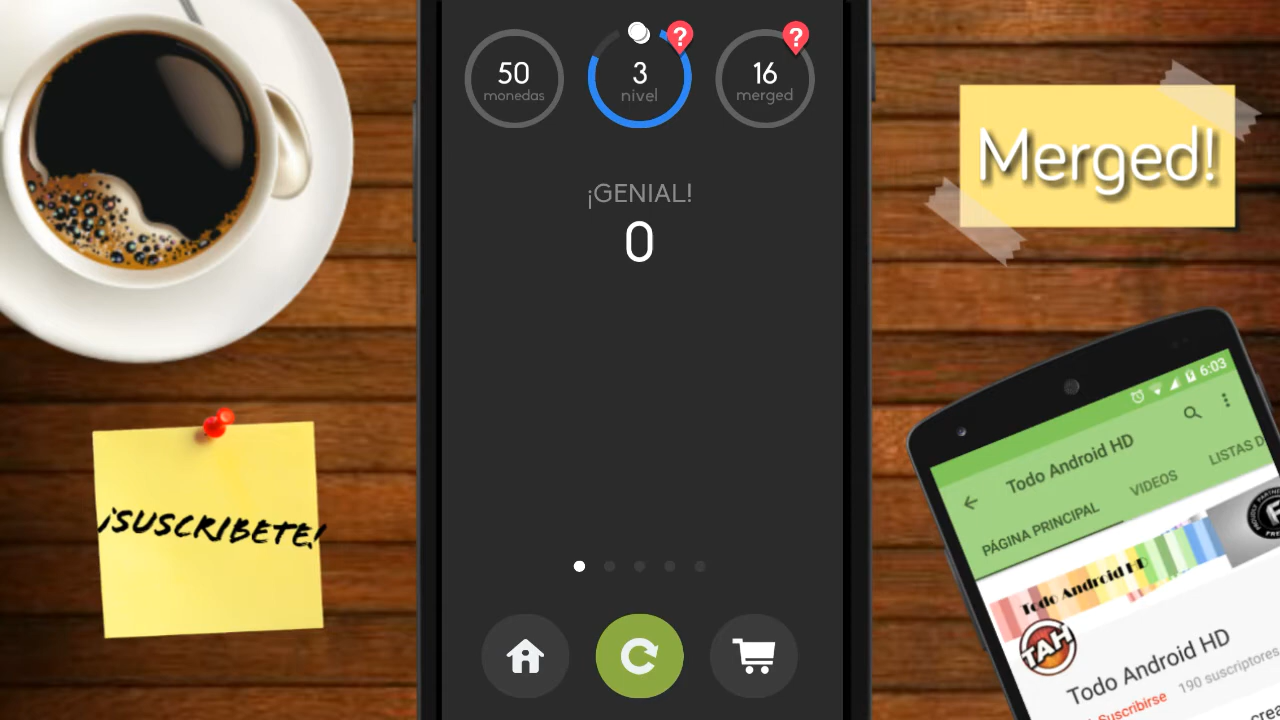 50
monedas
?
3
nivel
?
16
merged
¡GENIAL!
0
Merged!
¡SUSCRIBETE!
6:03
Todo Android HD
PÁGINA PRINCIPAL
VIDEOS
LISTAS D
Todo Android HD
TAH
Todo Android HD
Suscribirse
190 suscriptores